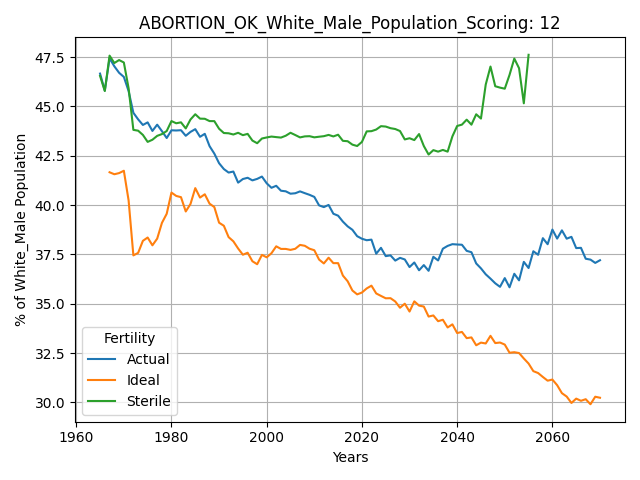 ABORTION_OK_White_Male_Population_Scoring: 12
% of White_Male Population
47.5
45.0
42.5
40.0
37.5
35.0
32.5
30.0
Fertility
Actual
Ideal
Sterile
1960
1980
2000
2020
2040
2060
Years